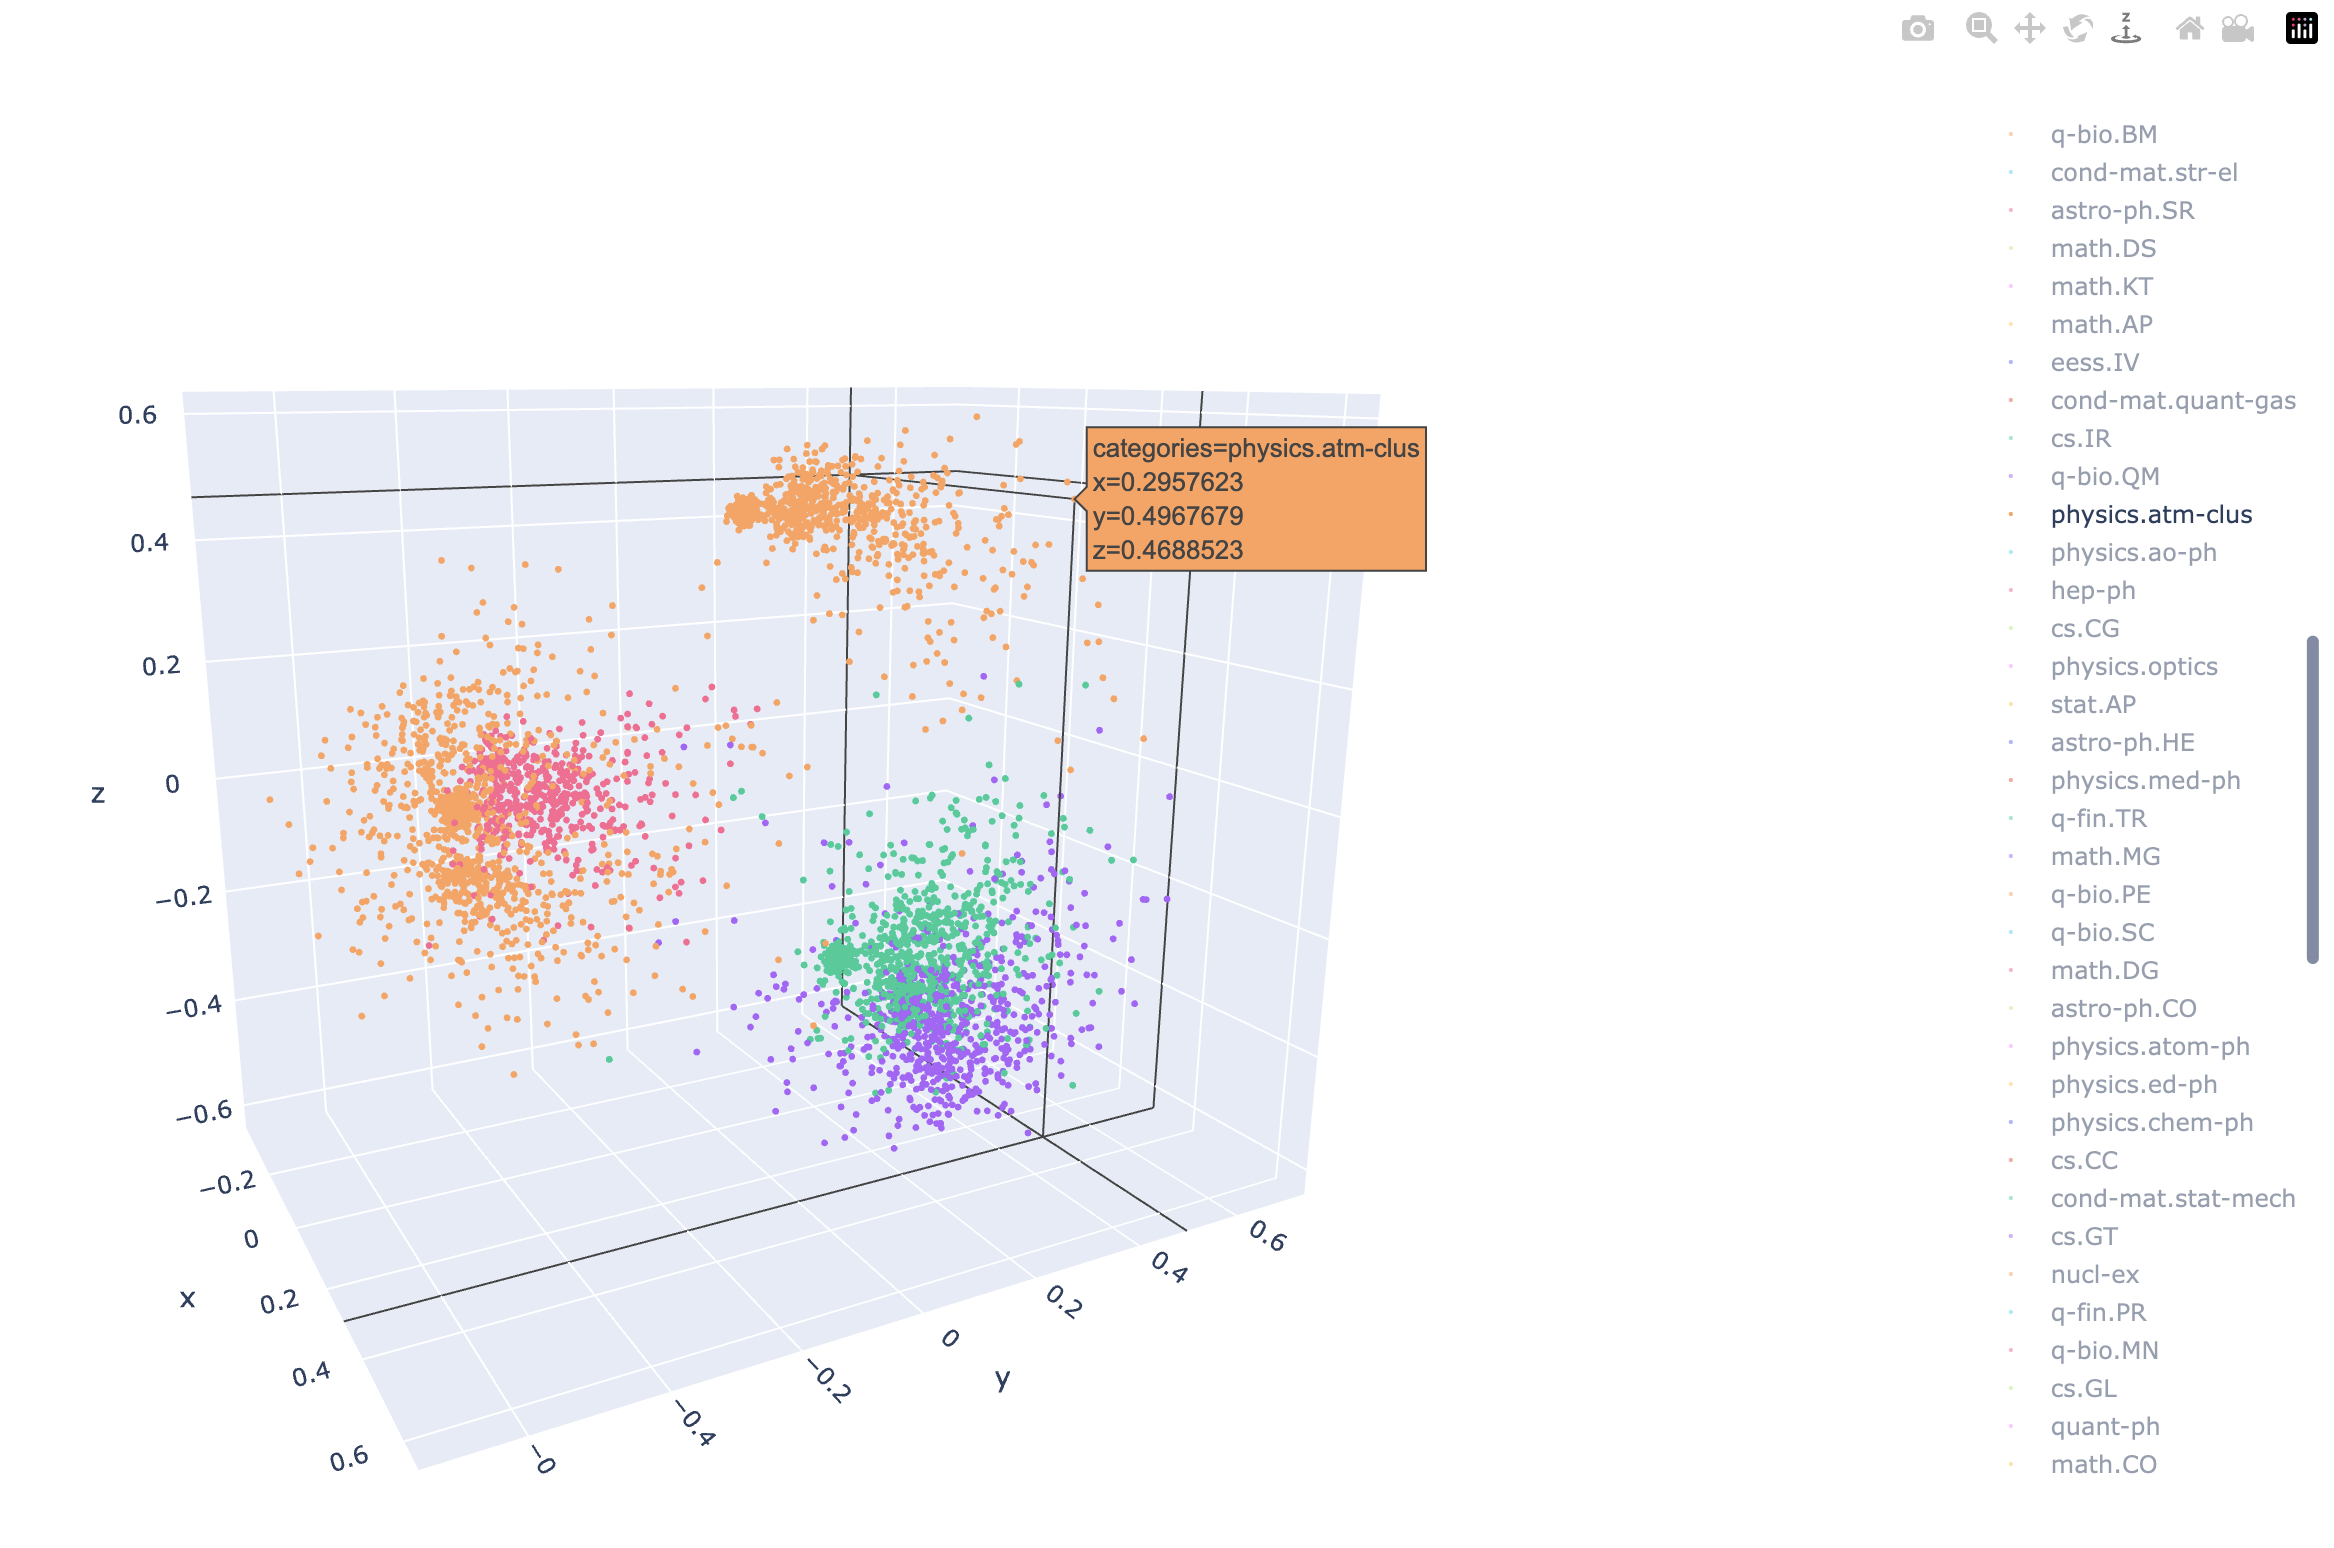 z
q-bio.BM
cond-mat.str-el
astro-ph.SR
math.DS
math.KT
math.AP
eess.IV
cond-mat.quant-gas
cs.IR
q-bio.QM
physics.atm-clus
physics.ao-ph
hep-ph
cs.CG
physics.optics
stat.AP
astro-ph.HE
physics.med-ph
q-fin.TR
math.MG
q-bio.PE
q-bio.SC
math.DG
astro-ph.CO
physics.atom-ph
physics.ed-ph
physics.chem-ph
cs.CC
cond-mat.stat-mech
cs.GT
nucl-ex
q-fin.PR
q-bio.MN
cs.GL
quant-ph
math.CO
categories=physics.atm-clus
x=0.2957623
y=0.4967679
z=0.4688523
0.6
0.4
0.2
0
−0.2
−0.4
−0.6
z
−0.2
0
0.2
0.4
0.6
x
−0
−0.4
−0.2
0
0.2
0.4
0.6
y